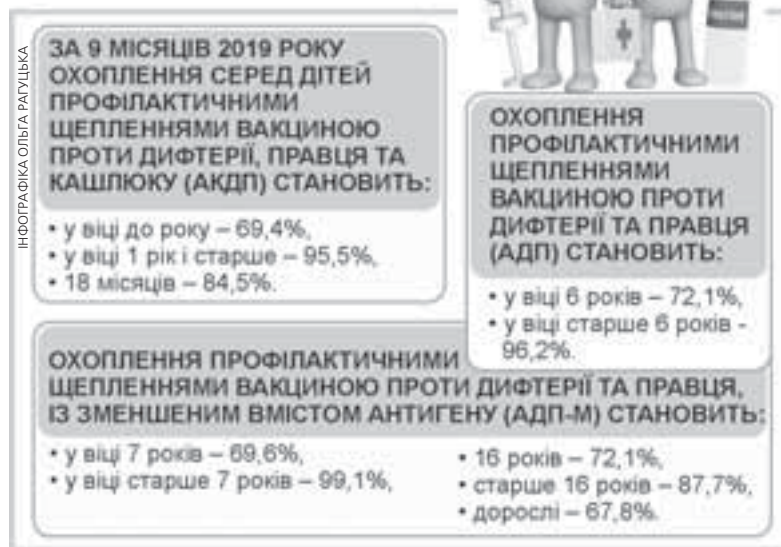 ІНФОГРАФІКА ОЛЬГА РАГУЦЬКА
ЗА 9 МІСЯЦІВ 2019 РОКУ
ОХОПЛЕННЯ СЕРЕД ДІТЕЙ
ПРОФІЛАКТИЧНИМИ
ЩЕПЛЕННЯМИ ВАКЦИНОЮ
ПРОТИ ДИФТЕРІЇ, ПРАВЦЯ ТА
КАШЛЮКУ (АКДП) СТАНОВИТЬ:
• у віці до року – 69,4%,
• у віці 1 рік і старше – 95,5%,
• 18 місяців – 84,5%.
ОХОПЛЕННЯ
ПРОФІЛАКТИЧНИМИ
ЩЕПЛЕННЯМИ
ВАКЦИНОЮ ПРОТИ
ДИФТЕРІЇ ТА ПРАВЦЯ
(АДП) СТАНОВИТЬ:
• у віці 6 років – 72,1%,
• у віці старше 6 років -
96,2%.
ОХОПЛЕННЯ ПРОФІЛАКТИЧНИМИ
ЩЕПЛЕННЯМИ ВАКЦИНОЮ ПРОТИ ДИФТЕРІЇ ТА ПРАВЦЯ,
ІЗ ЗМЕНШЕНИМ ВМІСТОМ АНТИГЕНУ (АДП-М) СТАНОВИТЬ:
• у віці 7 років – 69,6%,
• у віці старше 7 років – 99,1%,
• 16 років – 72,1%,
• старше 16 років – 87,7%,
• дорослі – 67,8%.